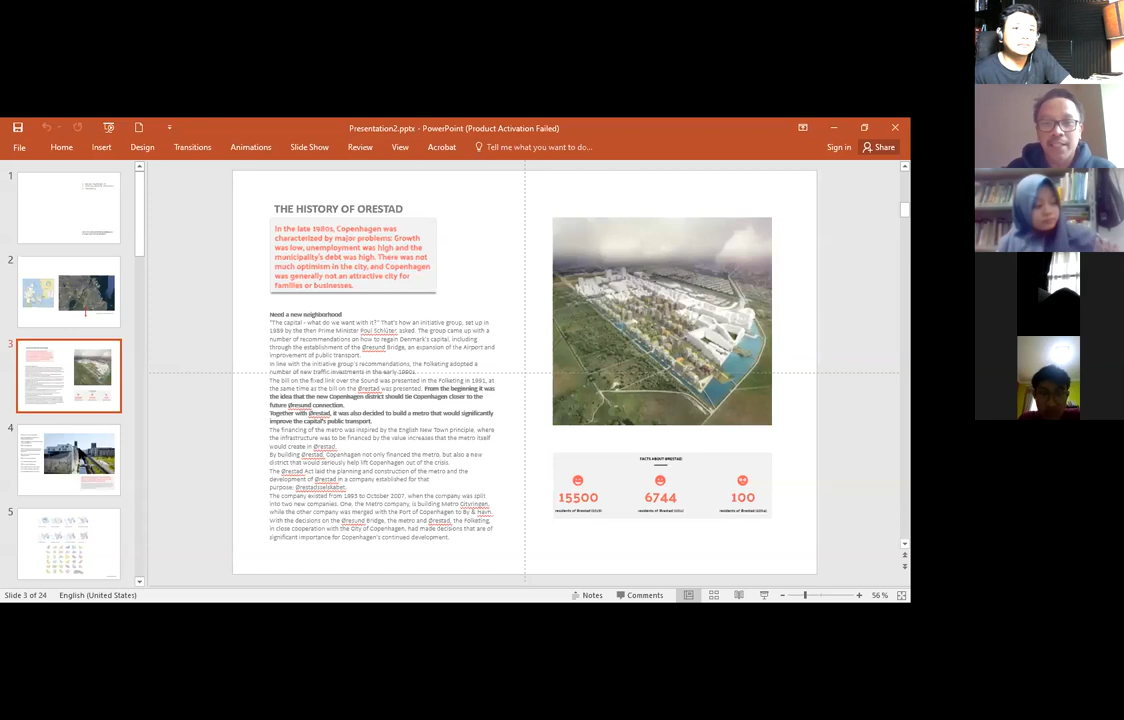 Presentation2.pptx - PowerPoint (Product Activation Failed)
File Home Insert Design Transitions Animations Slide Show Review View Acrobat Tell me what you want to do... Sign in Share
1
2
3
4
5
THE HISTORY OF ORESTAD
In the late 1980s, Copenhagen was
characterized by major problems: Growth
was low, unemployment was high and the
municipality's debt was high. There was not
much optimism in the city, and Copenhagen
was generally not an attractive city for
families or businesses.
Need a new neighborhood
"The capital - what do we want with it?" That's how an initiative group, set up in
1989 by the then Prime Minister Poul Schlüter, asked. The group came up with a
number of recommendations on how to regain Denmark's capital, including
through the establishment of the Øresund Bridge, an expansion of the Airport and
improvement of public transport.
In line with the initiative group's recommendations, the Folketing adopted a
number of new traffic investments in the early 1990s.
The bill on the fixed link over the Sound was presented in the Folketing in 1991, at
the same time as the bill on the Ørestad was presented. From the beginning it was
the idea that the new Copenhagen district should tie Copenhagen closer to the
future Øresund connection.
Together with Ørestad, it was also decided to build a metro that would significantly
improve the capital's public transport.
The financing of the metro was inspired by the English New Town principle, where
the infrastructure was to be financed by the value increases that the metro itself
would create in Ørestad.
By building Ørestad, Copenhagen not only financed the metro, but also a new
district that would seriously help lift Copenhagen out of the crisis.
The Ørestad Act laid the planning and construction of the metro and the
development of Ørestad in a company established for that
purpose: Ørestadsselskabet.
The company existed from 1993 to October 2007, when the company was split
into two new companies. One, the Metro company, is building Metro Cityringen,
while the other company was merged with the Port of Copenhagen to By & Havn.
With the decisions on the Øresund Bridge, the metro and Ørestad, the Folketing,
in close cooperation with the City of Copenhagen, had made decisions that are of
significant importance for Copenhagen's continued development.
FACTS ABOUT ØRESTAD
15500 6744 100
residents of Ørestad residents of Ørestad residents of Ørestad
Slide 3 of 24 English (United States) Notes Comments 56 %